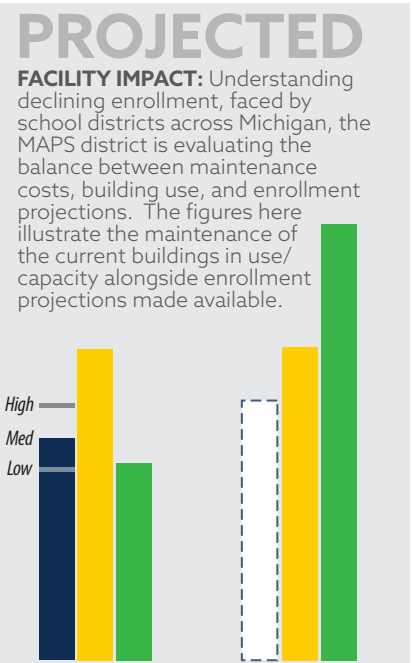 PROJECTED
FACILITY IMPACT: Understanding
declining enrollment, faced by
school districts across Michigan, the
MAPS district is evaluating the
balance between maintenance
costs, building use, and enrollment
projections.  The figures here
illustrate the maintenance of
the current buildings in use/
capacity alongside enrollment
projections made available.
High
Med
Low